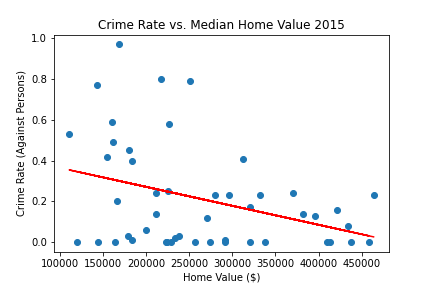 Crime Rate vs. Median Home Value 2015
1.0
0.8
0.6
0.4
0.2
0.0
Crime Rate (Against Persons)
100000 150000 200000 250000 300000 350000 400000 450000
Home Value ($)